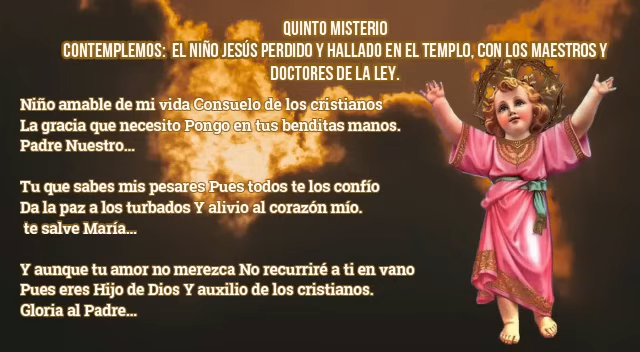 QUINTO MISTERIO
CONTEMPLEMOS: EL NIÑO JESÚS PERDIDO Y HALLADO EN EL TEMPLO, CON LOS MAESTROS Y
DOCTORES DE LA LEY.
Niño amable de mi vida Consuelo de los cristianos
La gracia que necesito Pongo en tus benditas manos.
Padre Nuestro...
Tu que sabes mis pesares Pues todos te los confío
Da la paz a los turbados Y alivio al corazón mío.
te salve María...
Y aunque tu amor no merezca No recurriré a ti en vano
Pues eres Hijo de Dios Y auxilio de los cristianos.
Gloria al Padre...